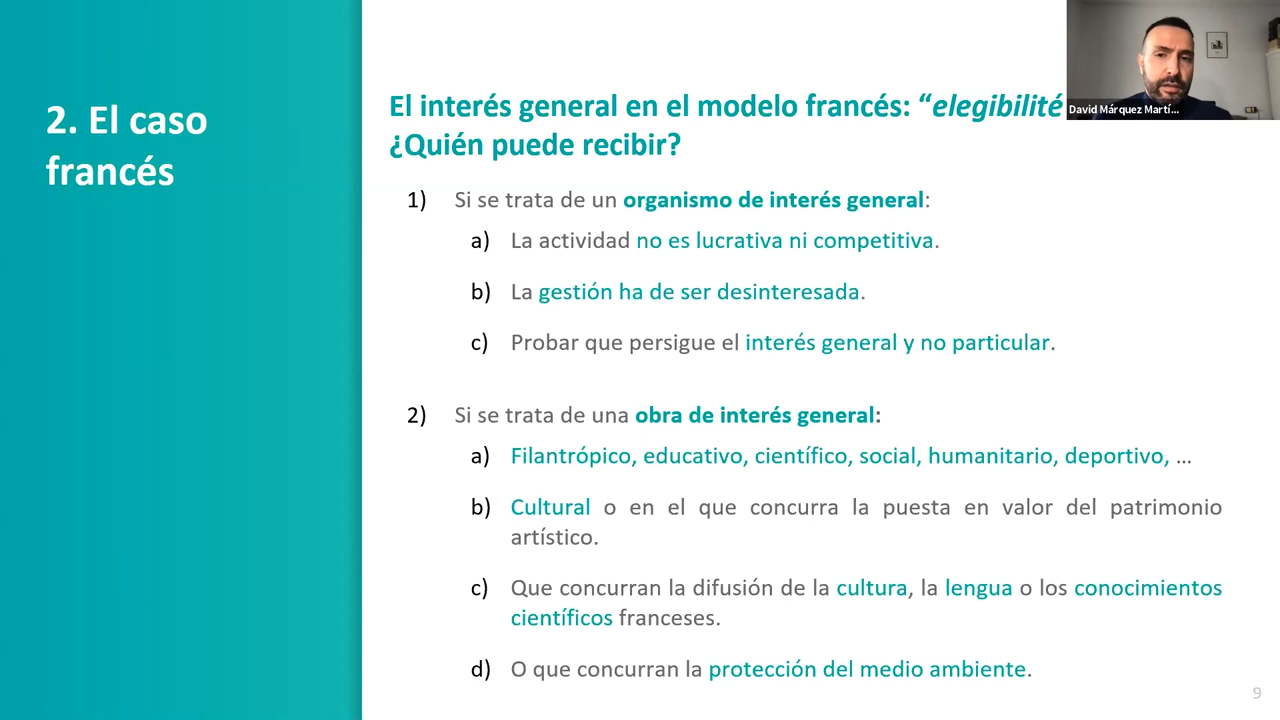 2. El caso
francés
El interés general en el modelo francés: “elegibilité
¿Quién puede recibir?
David Márquez Martí...
1) Si se trata de un organismo de interés general:
a) La actividad no es lucrativa ni competitiva.
b) La gestión ha de ser desinteresada.
c) Probar que persigue el interés general y no particular.
2) Si se trata de una obra de interés general:
a) Filantrópico, educativo, científico, social, humanitario, deportivo, ...
b) Cultural o en el que concurra la puesta en valor del patrimonio
artístico.
c) Que concurran la difusión de la cultura, la lengua o los conocimientos
científicos franceses.
d) O que concurran la protección del medio ambiente.
9